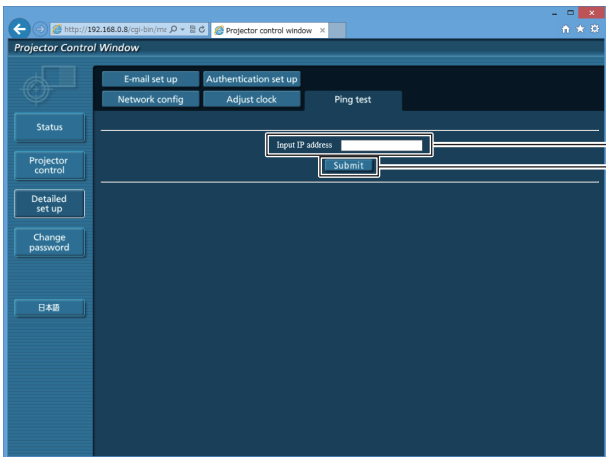 http://192.168.0.8/cgi-bin/me
Projector control window
Projector Control Window
E-mail set up
Authentication set up
Network config
Adjust clock
Ping test
Status
Input IP address
Submit
Projector
control
Detailed
set up
Change
password
日本語